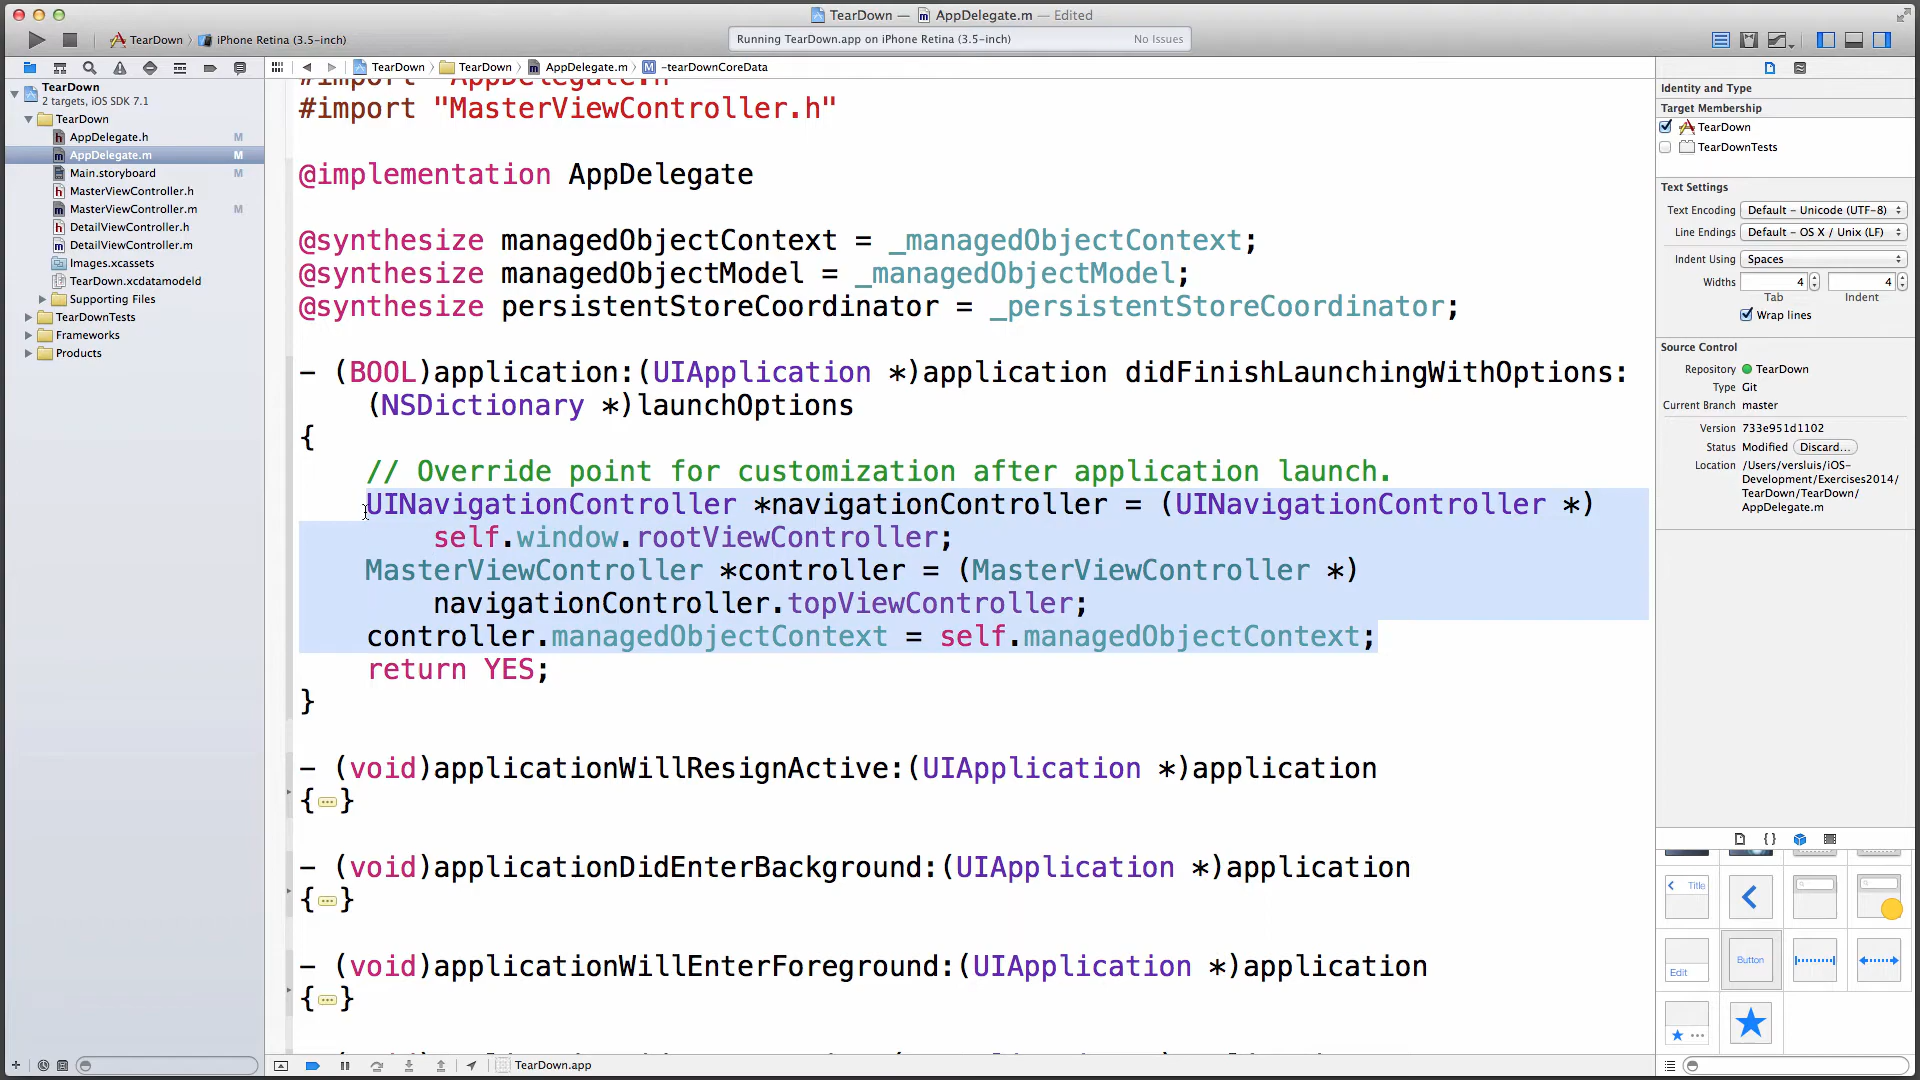 TearDown — AppDelegate.m — Edited
TearDown iPhone Retina (3.5-inch)
Running TearDown.app on iPhone Retina (3.5-inch) No Issues
TearDown TearDown AppDelegate.m -tearDownCoreData
TearDown
2 targets, iOS SDK 7.1
TearDown
AppDelegate.h M
AppDelegate.m M
Main.storyboard M
MasterViewController.h
MasterViewController.m M
DetailViewController.h
DetailViewController.m
Images.xcassets
TearDown.xcdatamodeld
Supporting Files
TearDownTests
Frameworks
Products
#import "AppDelegate.h"
#import "MasterViewController.h"
@implementation AppDelegate
@synthesize managedObjectContext = _managedObjectContext;
@synthesize managedObjectModel = _managedObjectModel;
@synthesize persistentStoreCoordinator = _persistentStoreCoordinator;
- (BOOL)application:(UIApplication *)application didFinishLaunchingWithOptions:
(NSDictionary *)launchOptions
{
// Override point for customization after application launch.
UINavigationController *navigationController = (UINavigationController *)
self.window.rootViewController;
MasterViewController *controller = (MasterViewController *)
navigationController.topViewController;
controller.managedObjectContext = self.managedObjectContext;
return YES;
}
- (void)applicationWillResignActive:(UIApplication *)application
{...}
- (void)applicationDidEnterBackground:(UIApplication *)application
{...}
- (void)applicationWillEnterForeground:(UIApplication *)application
{...}
TearDown.app
Identity and Type
Target Membership
TearDown
TearDownTests
Text Settings
Text Encoding Default - Unicode (UTF-8)
Line Endings Default - OS X / Unix (LF)
Indent Using Spaces
Widths 4 4
Tab Indent
Wrap lines
Source Control
Repository TearDown
Type Git
Current Branch master
Version 733e951d1102
Status Modified Discard...
Location /Users/versluis/iOS-
Development/Exercises2014/
TearDown/TearDown/
AppDelegate.m
Title
Edit
Button